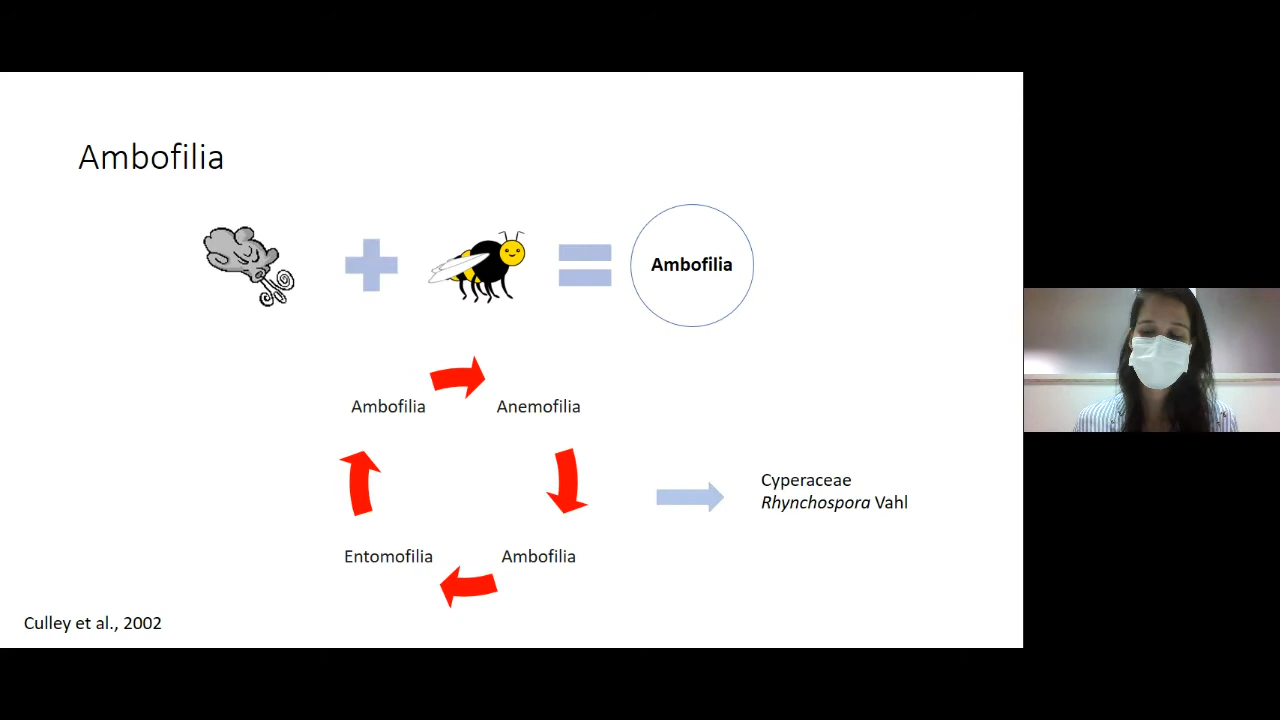 Ambofilia
Ambofilia
Ambofilia
Anemofilia
Cyperaceae
Rhynchospora Vahl
Entomofilia
Ambofilia
Culley et al., 2002